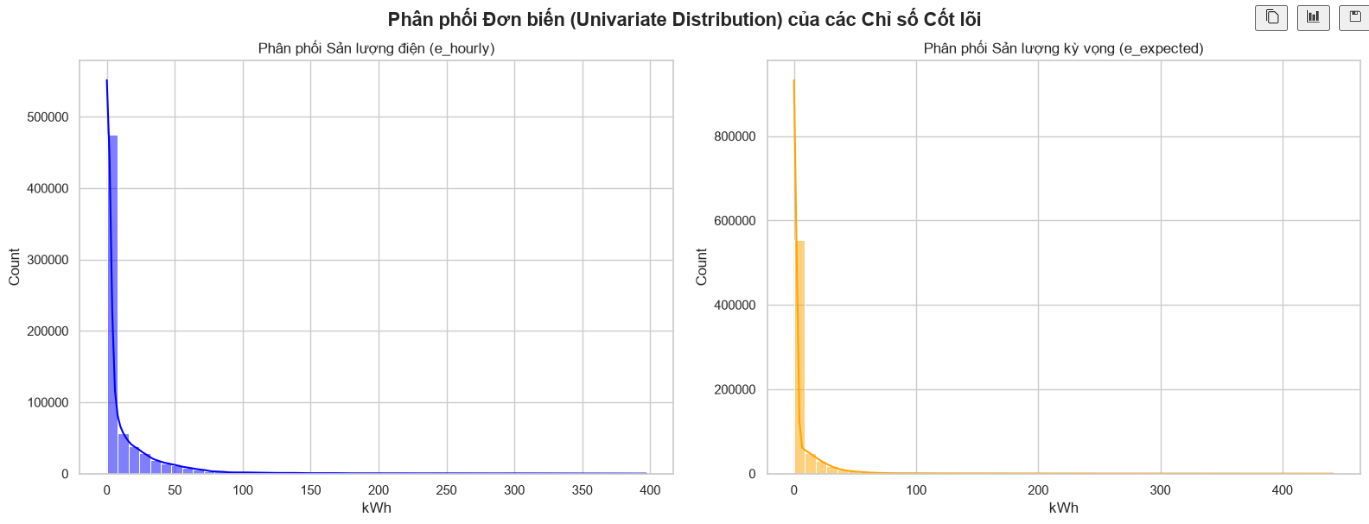 Phân phối Đơn biến (Univariate Distribution) của các Chỉ số Cốt lõi
Phân phối Sản lượng điện (e_hourly)
Count
500000
400000
300000
200000
100000
0
0 50 100 150 200 250 300 350 400
kWh
Phân phối Sản lượng kỳ vọng (e_expected)
Count
800000
600000
400000
200000
0
0 100 200 300 400
kWh